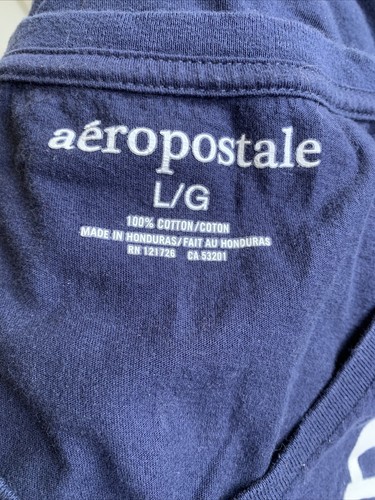 aéropostale
L/G
100% COTTON/COTON
MADE IN HONDURAS/FAIT AU HONDURAS
RN 121726 CA 53201